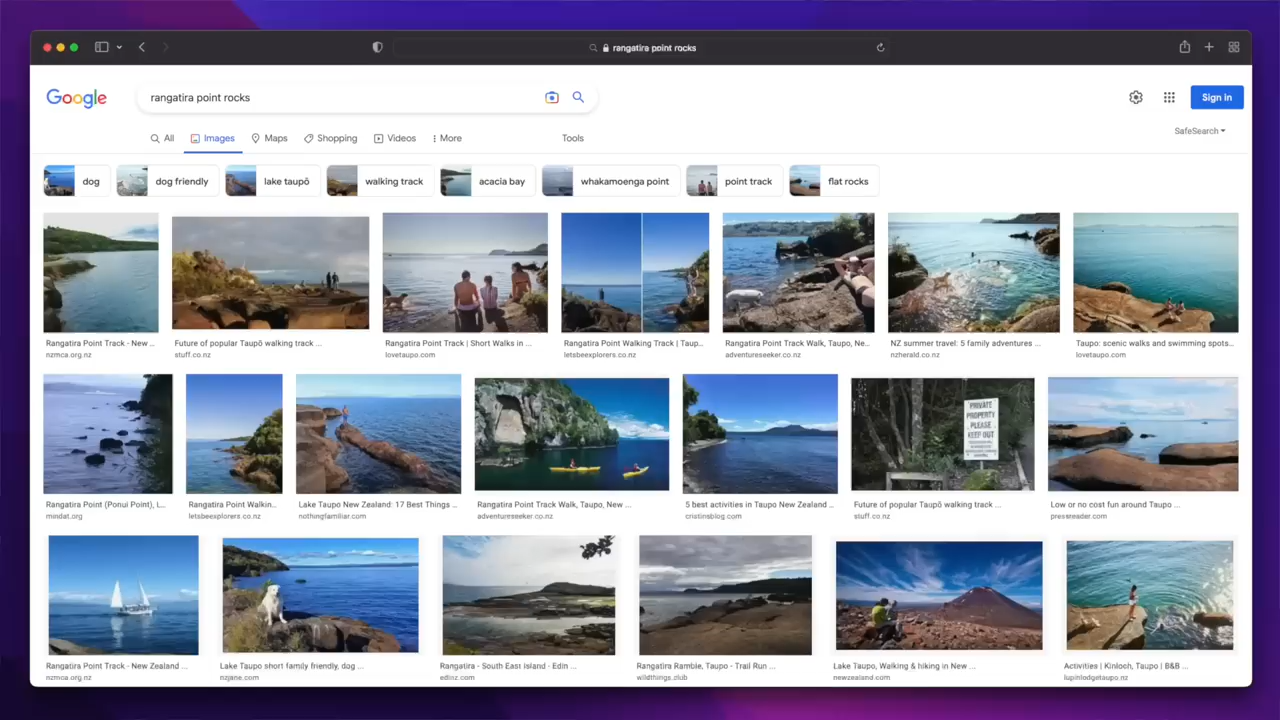 rangatira point rocks
Google
rangatira point rocks
Sign in
All
Images
Maps
Shopping
Videos
More
Tools
SafeSearch
dog
dog friendly
lake taupō
walking track
acacia bay
whakamoenga point
point track
flat rocks
Rangatira Point Track - New ...
nzmca.org.nz
Future of popular Taupō walking track ...
stuff.co.nz
Rangatira Point Track | Short Walks in ...
lovetaupo.com
Rangatira Point Walking Track | Taup...
letsbeexplorers.co.nz
Rangatira Point Track Walk, Taupo, Ne...
adventureseeker.co.nz
NZ summer travel: 5 family adventures ...
nzherald.co.nz
Taupo: scenic walks and swimming spots...
lovetaupo.com
Rangatira Point (Ponui Point), L...
mindat.org
Rangatira Point Walkin...
letsbeexplorers.co.nz
Lake Taupo New Zealand: 17 Best Things ...
nothingfamiliar.com
Rangatira Point Track Walk, Taupo, New ...
adventureseeker.co.nz
5 best activities in Taupo New Zealand ...
cristinsblog.com
PRIVATE
PROPERTY
PLEASE
KEEP OUT
Future of popular Taupō walking track ...
stuff.co.nz
Low or no cost fun around Taupo ...
pressreader.com
Rangatira Point Track - New Zealand ...
nzmca.org.nz
Lake Taupo short family friendly, dog ...
nzjane.com
Rangatira - South East Island - Edin ...
edinz.com
Rangatira Ramble, Taupo - Trail Run ...
wildthings.club
Lake Taupo, Walking & hiking in New ...
newzealand.com
Activities | Kinloch, Taupo | B&B ...
lupinlodgetaupo.nz